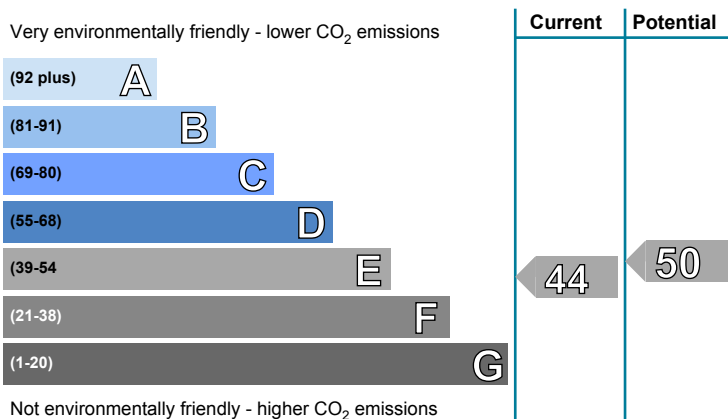 Current Potential
Very environmentally friendly - lower CO2 emissions
(92 plus) A
(81-91) B
(69-80) C
(55-68) D
(39-54 E
44
50
(21-38) F
(1-20) G
Not environmentally friendly - higher CO2 emissions